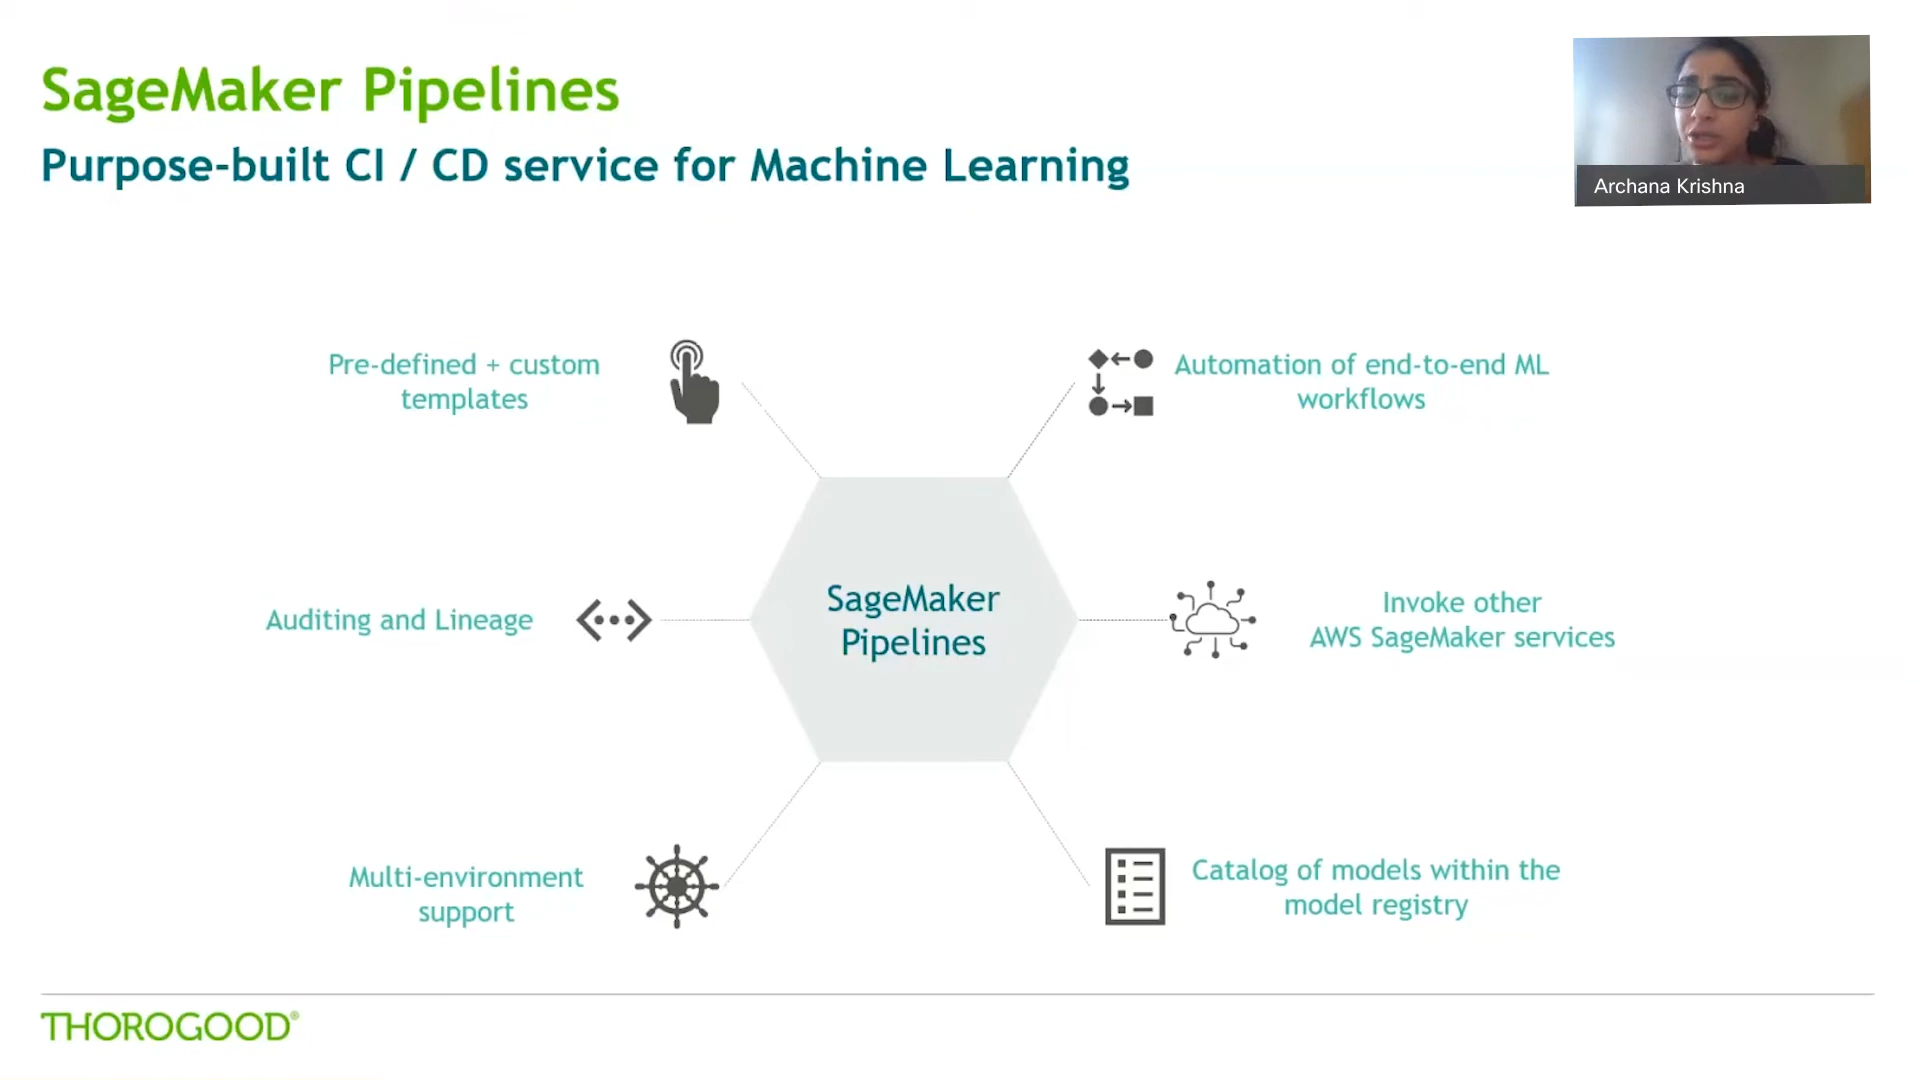 SageMaker Pipelines
Purpose-built CI / CD service for Machine Learning
Archana Krishna
Pre-defined + custom
templates
Automation of end-to-end ML
workflows
Auditing and Lineage
SageMaker
Pipelines
Invoke other
AWS SageMaker services
Multi-environment
support
Catalog of models within the
model registry
THOROGOOD®